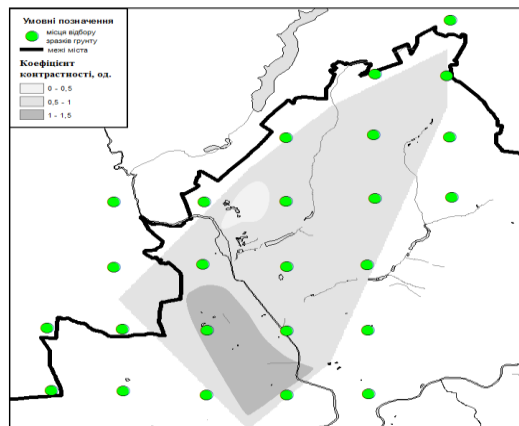 Умовні позначення
місця відбору
зразків ґрунту
межі міста
Коефіцієнт
контрастності, од.
0 - 0,5
0,5 - 1
1 - 1,5